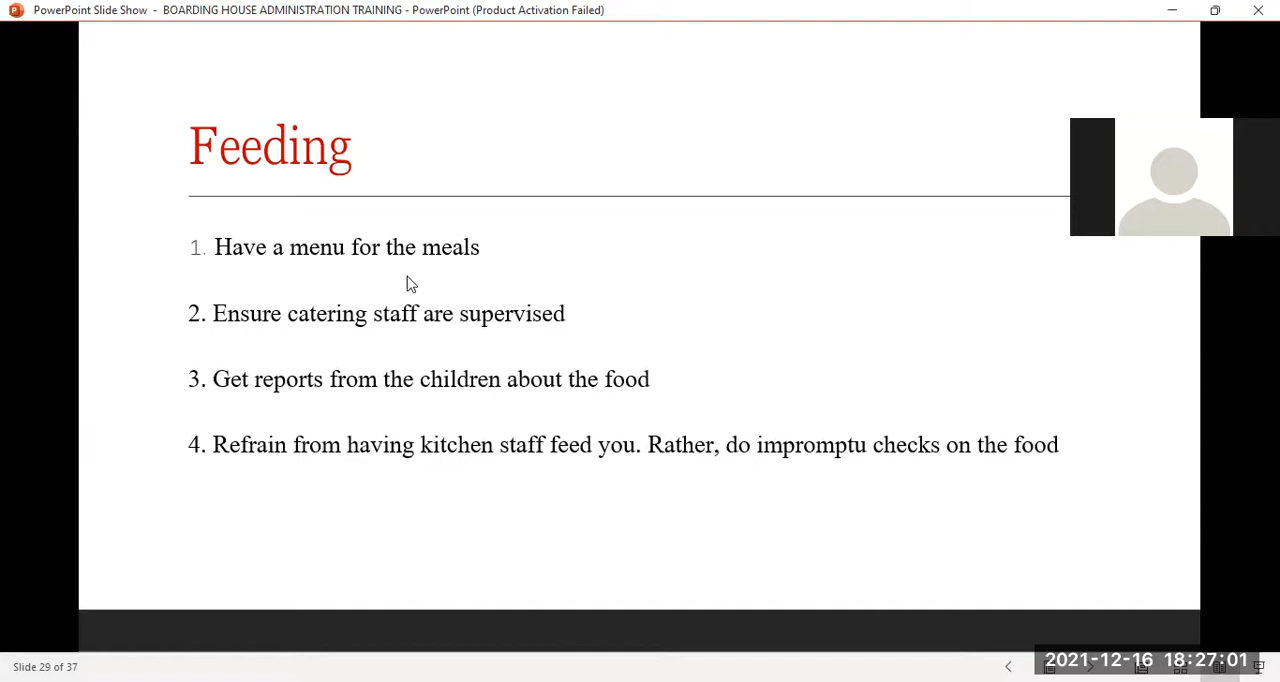 PowerPoint Slide Show - BOARDING HOUSE ADMINISTRATION TRAINING - PowerPoint (Product Activation Failed)
Feeding
1. Have a menu for the meals
2. Ensure catering staff are supervised
3. Get reports from the children about the food
4. Refrain from having kitchen staff feed you. Rather, do impromptu checks on the food
Slide 29 of 37
2021-12-16 18:27:01